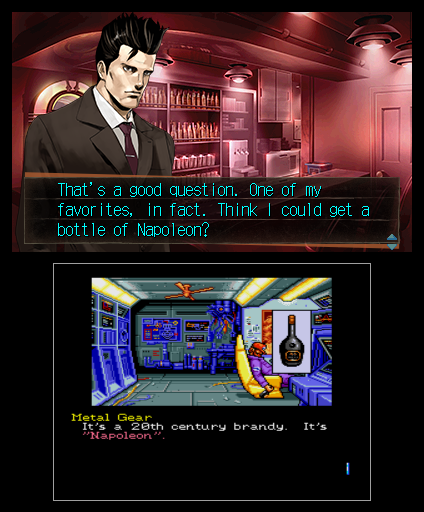 That's a good question. One of my
favorites, in fact. Think I could get a
bottle of Napoleon?
Metal Gear
It's a 20th century brandy. It's
"Napoleon".